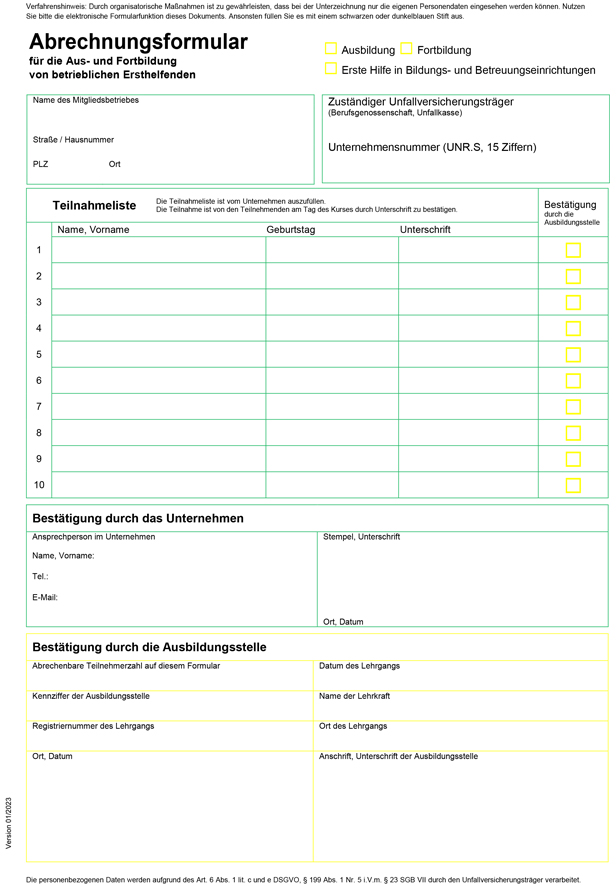 Verfahrenshinweis: Durch organisatorische Maßnahmen ist zu gewährleisten, dass bei der Unterzeichnung nur die eigenen Personendaten eingesehen werden können. Nutzen
Sie bitte die elektronische Formularfunktion dieses Dokuments. Ansonsten füllen Sie es mit einem schwarzen oder dunkelblauen Stift aus.
Abrechnungsformular
für die Aus- und Fortbildung
von betrieblichen Ersthelfenden
Ausbildung Fortbildung
Erste Hilfe in Bildungs- und Betreuungseinrichtungen
Name des Mitgliedsbetriebes
Straße / Hausnummer
PLZ Ort
Zuständiger Unfallversicherungsträger
(Berufsgenossenschaft, Unfallkasse)
Unternehmensnummer (UNR.S, 15 Ziffern)
Teilnahmeliste
Die Teilnahmeliste ist vom Unternehmen auszufüllen.
Die Teilnahme ist von den Teilnehmenden am Tag des Kurses durch Unterschrift zu bestätigen.
Bestätigung
durch die
Ausbildungsstelle
Name, Vorname Geburtstag Unterschrift
1
2
3
4
5
6
7
8
9
10
Bestätigung durch das Unternehmen
Ansprechperson im Unternehmen
Name, Vorname:
Tel.:
E-Mail:
Stempel, Unterschrift
Ort, Datum
Bestätigung durch die Ausbildungsstelle
Abrechenbare Teilnehmerzahl auf diesem Formular Datum des Lehrgangs
Kennziffer der Ausbildungsstelle Name der Lehrkraft
Registriernummer des Lehrgangs Ort des Lehrgangs
Ort, Datum Anschrift, Unterschrift der Ausbildungsstelle
Version 01/2023
Die personenbezogenen Daten werden aufgrund des Art. 6 Abs. 1 lit. c und e DSGVO, § 199 Abs. 1 Nr. 5 i.V.m. § 23 SGB VII durch den Unfallversicherungsträger verarbeitet.